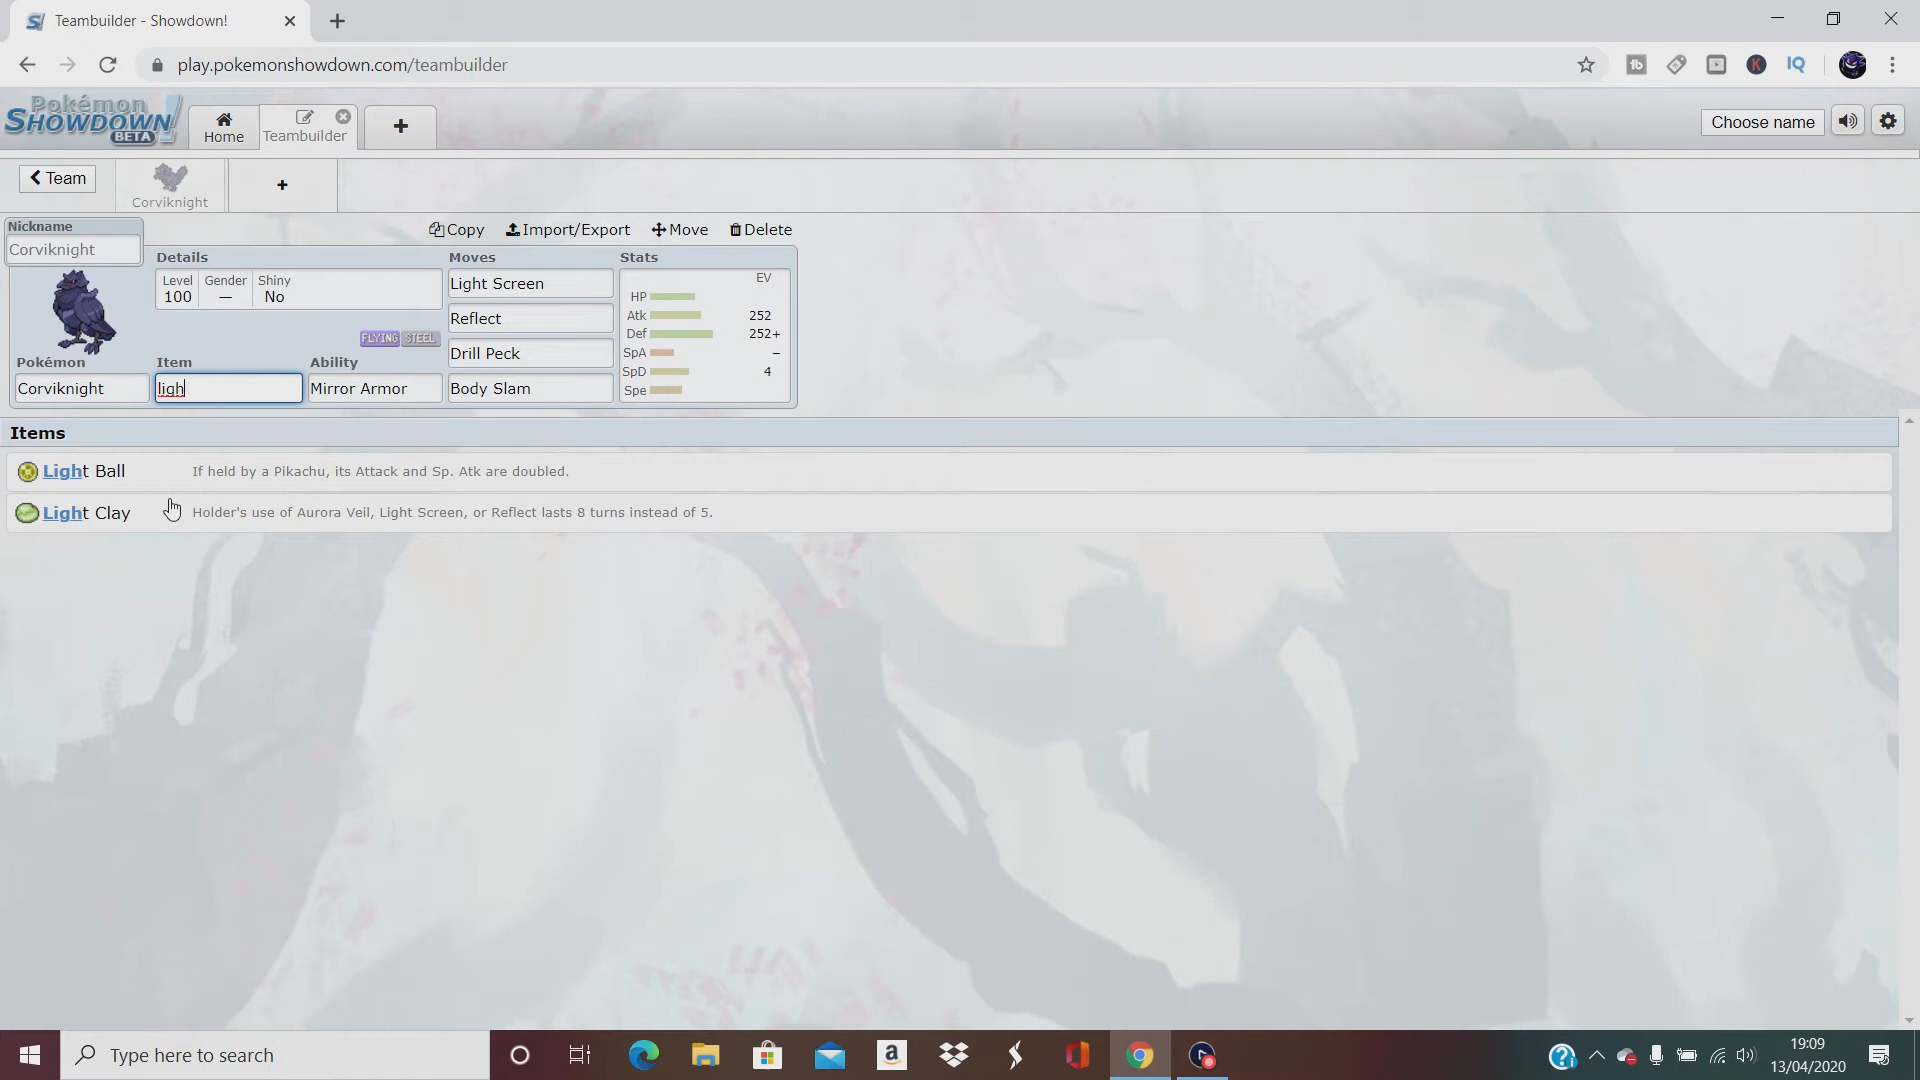 Teambuilder - Showdown!
play.pokemonshowdown.com/teambuilder
tb
K
IQ
Pokémon
SHOWDOWN!
BETA
Home
Teambuilder
Choose name
Team
Corviknight
Nickname
Corviknight
Copy
Import/Export
Move
Delete
Details
Level
100
Gender
—
Shiny
No
FLYING
STEEL
Pokémon
Corviknight
Item
ligh
Ability
Mirror Armor
Moves
Light Screen
Reflect
Drill Peck
Body Slam
Stats
EV
HP
Atk 252
Def 252+
SpA –
SpD 4
Spe
Items
Light Ball If held by a Pikachu, its Attack and Sp. Atk are doubled.
Light Clay Holder's use of Aurora Veil, Light Screen, or Reflect lasts 8 turns instead of 5.
Type here to search
19:09
13/04/2020